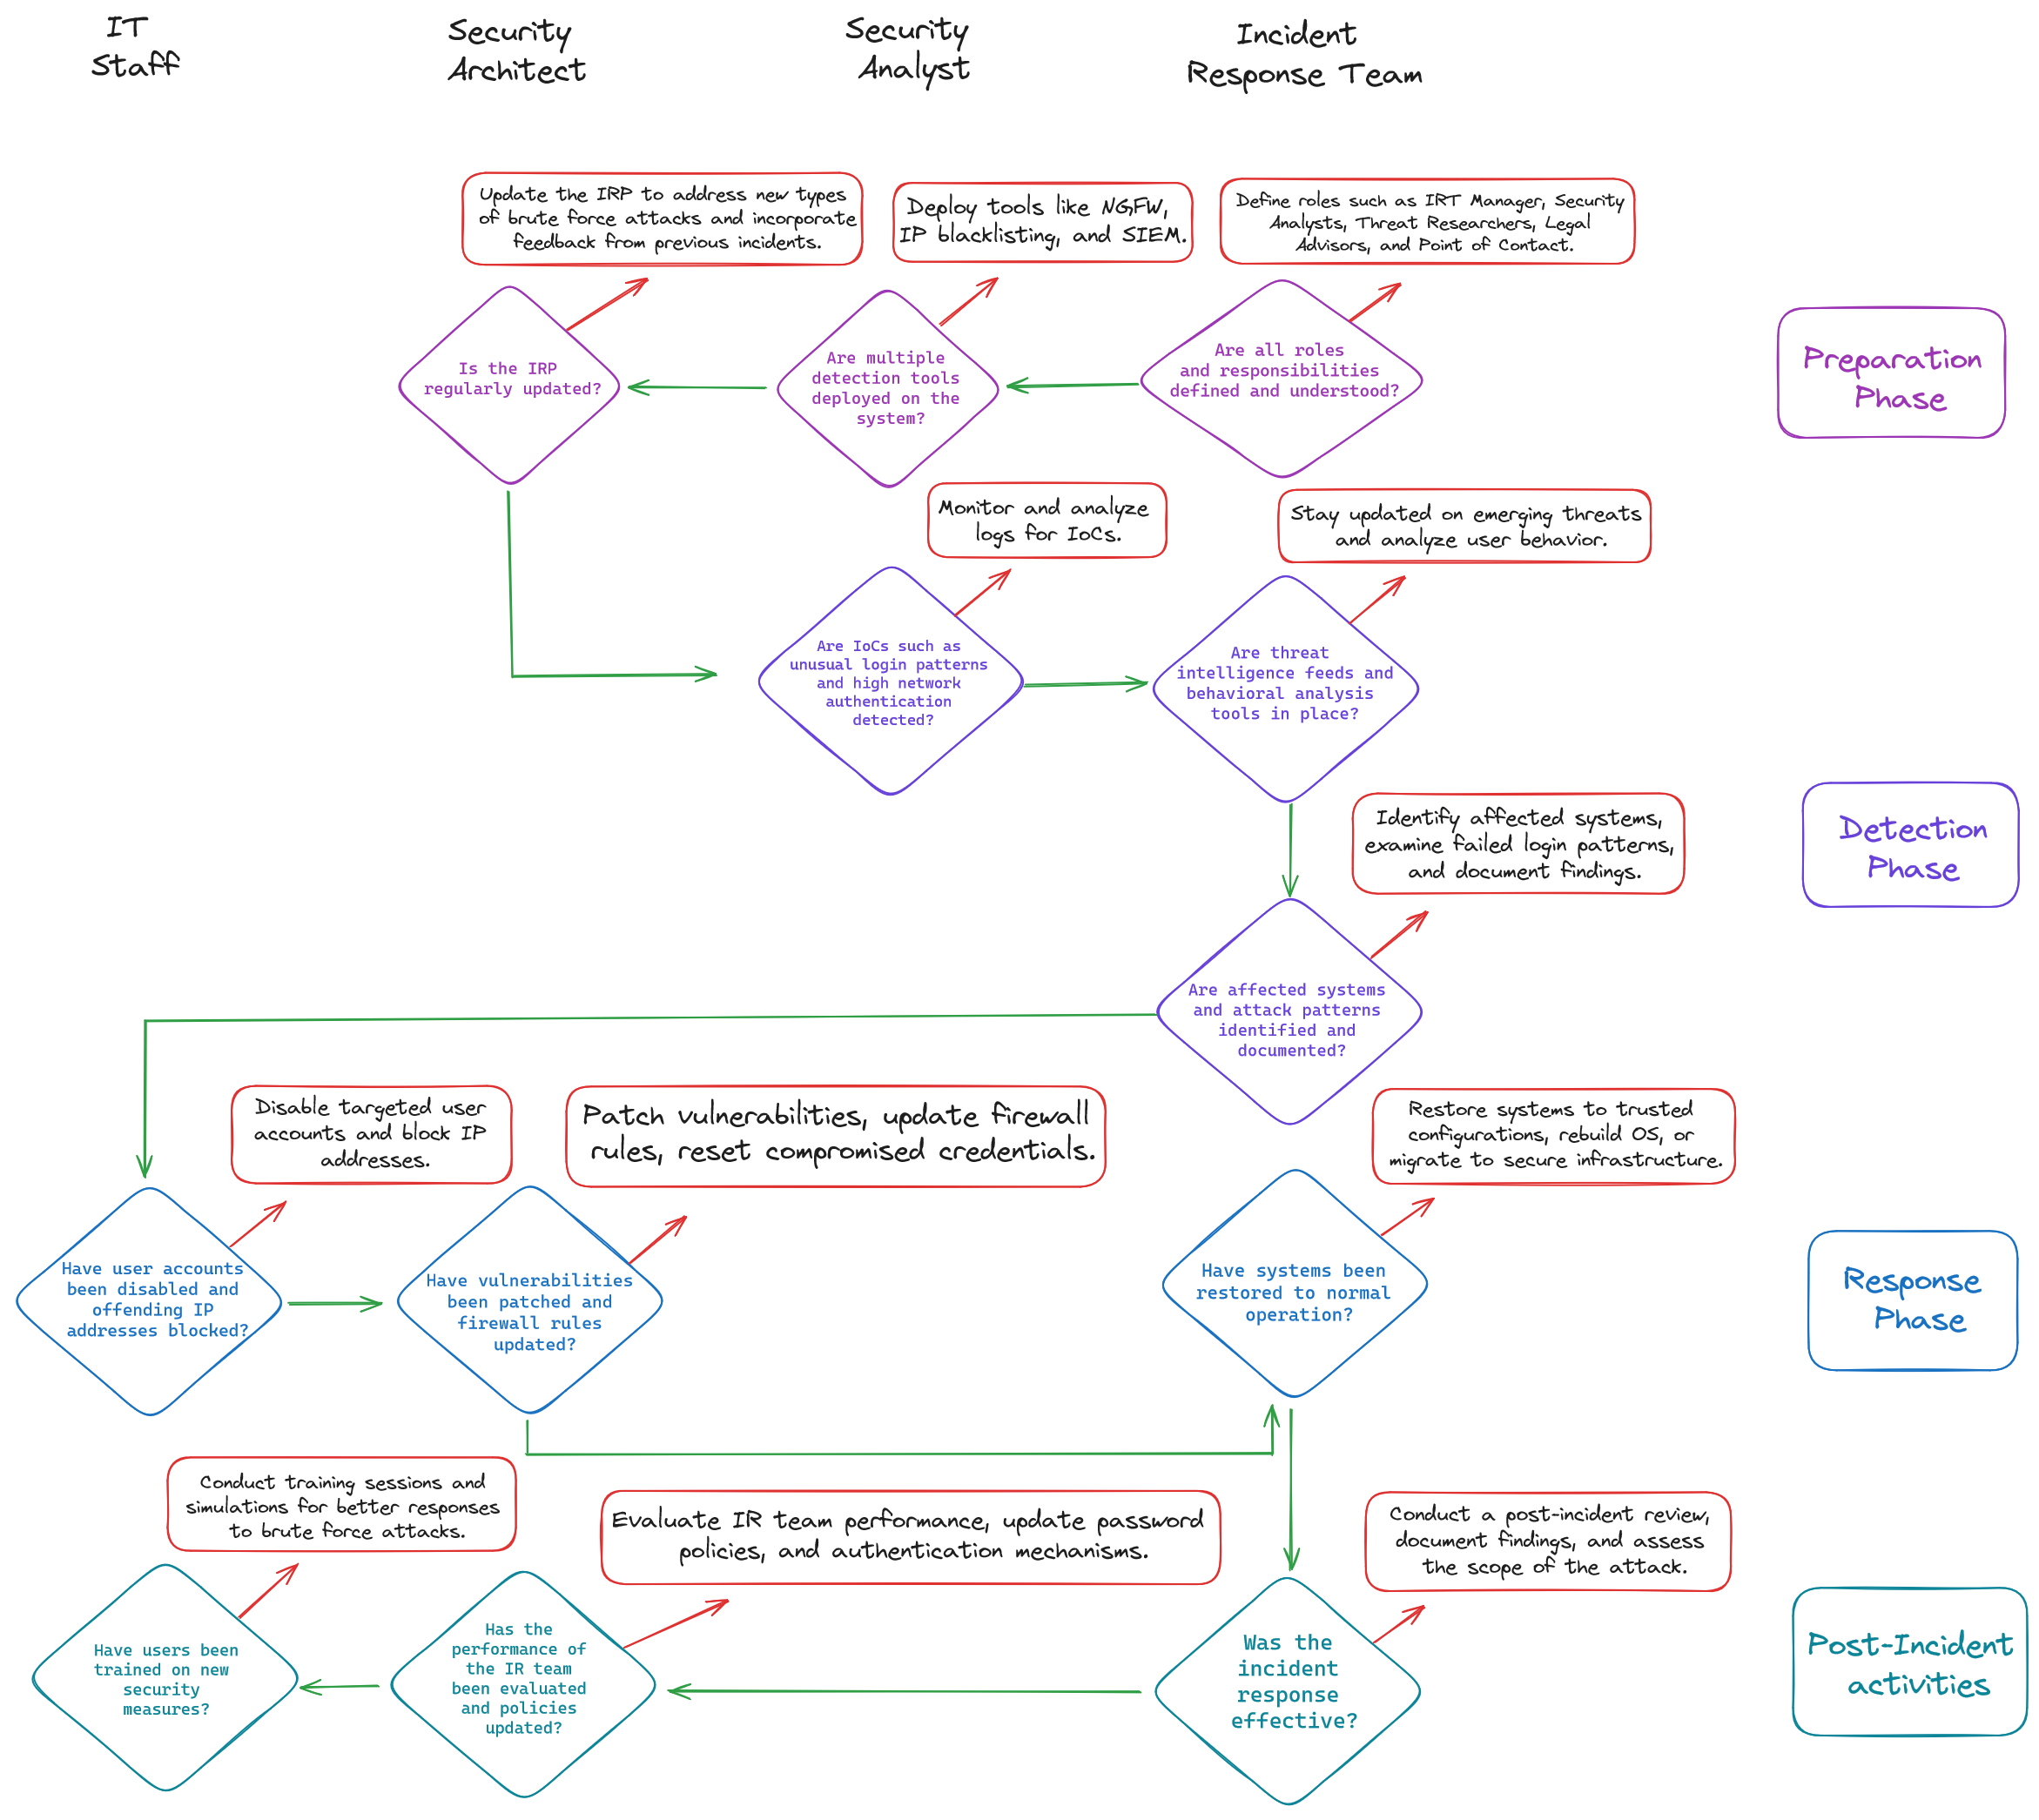 IT
Staff
Security
Architect
Security
Analyst
Incident
Response Team
Update the IRP to address new types
of brute force attacks and incorporate
feedback from previous incidents.
Deploy tools like NGFW,
IP blacklisting, and SIEM.
Define roles such as IRT Manager, Security
Analysts, Threat Researchers, Legal
Advisors, and Point of Contact.
Is the IRP
regularly updated?
Are multiple
detection tools
deployed on the
system?
Are all roles
and responsibilities
defined and understood?
Preparation
Phase
Monitor and analyze
logs for IoCs.
Stay updated on emerging threats
and analyze user behavior.
Are IoCs such as
unusual login patterns
and high network
authentication
detected?
Are threat
intelligence feeds and
behavioral analysis
tools in place?
Identify affected systems,
examine failed login patterns,
and document findings.
Detection
Phase
Are affected systems
and attack patterns
identified and
documented?
Disable targeted user
accounts and block IP
addresses.
Patch vulnerabilities, update firewall
rules, reset compromised credentials.
Restore systems to trusted
configurations, rebuild OS, or
migrate to secure infrastructure.
Have user accounts
been disabled and
offending IP
addresses blocked?
Have vulnerabilities
been patched and
firewall rules
updated?
Have systems been
restored to normal
operation?
Response
Phase
Conduct training sessions and
simulations for better responses
to brute force attacks.
Evaluate IR team performance, update password
policies, and authentication mechanisms.
Conduct a post-incident review,
document findings, and assess
the scope of the attack.
Have users been
trained on new
security
measures?
Has the
performance of
the IR team
been evaluated
and policies
updated?
Was the
incident
response
effective?
Post-Incident
activities